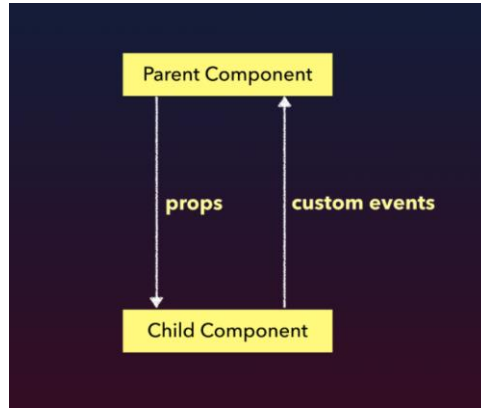 Parent Component
props
custom events
Child Component